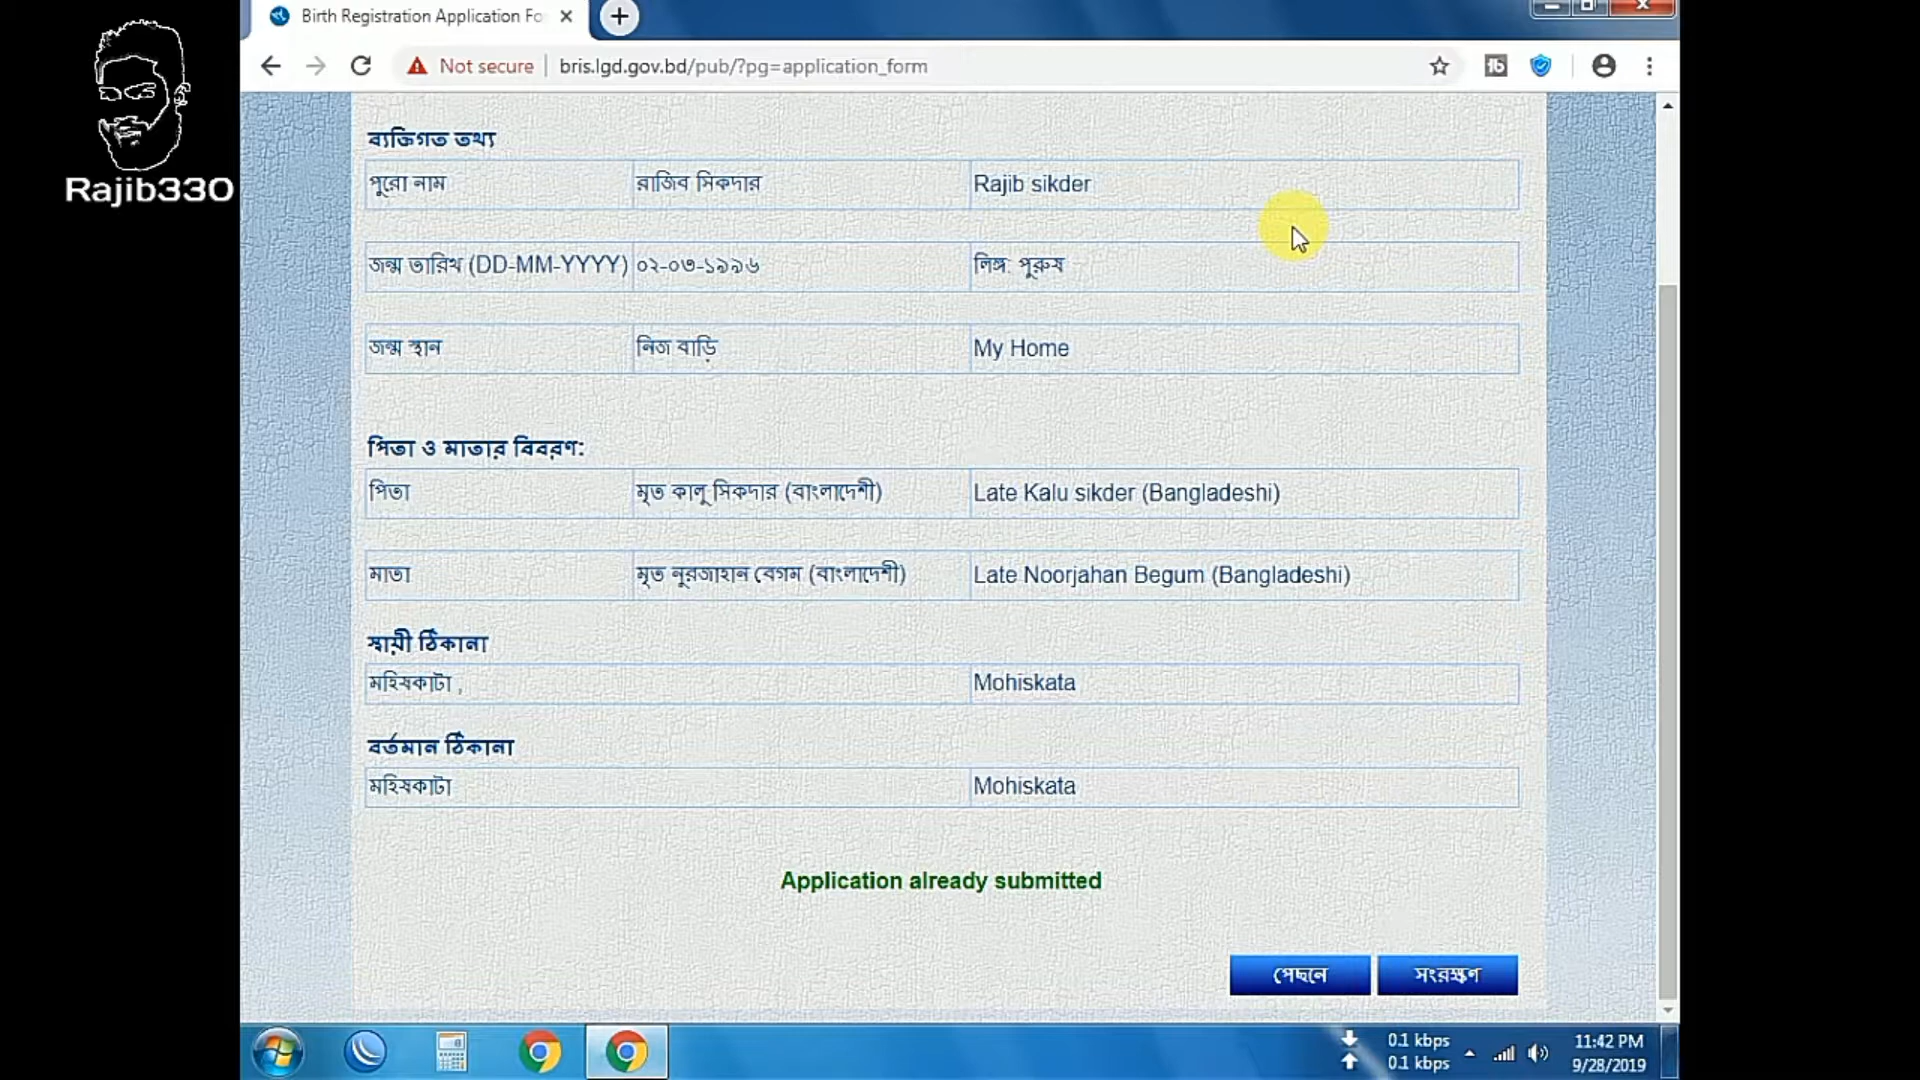 Birth Registration Application Fo
Not secure
bris.lgd.gov.bd/pub/?pg=application_form
Rajib330
ব্যক্তিগত তথ্য
পুরো নাম রাজিব সিকদার Rajib sikder
জন্ম তারিখ (DD-MM-YYYY) ০২-০৩-১৯৯৬ লিঙ্গ: পুরুষ
জন্ম স্থান নিজ বাড়ি My Home
পিতা ও মাতার বিবরণ:
পিতা মৃত কালু সিকদার (বাংলাদেশী) Late Kalu sikder (Bangladeshi)
মাতা মৃত নুরজাহান বেগম (বাংলাদেশী) Late Noorjahan Begum (Bangladeshi)
স্থায়ী ঠিকানা
মহিষকাটা , Mohiskata
বর্তমান ঠিকানা
মহিষকাটা Mohiskata
Application already submitted
পেছনে সংরক্ষণ
0.1 kbps
0.1 kbps
11:42 PM
9/28/2019